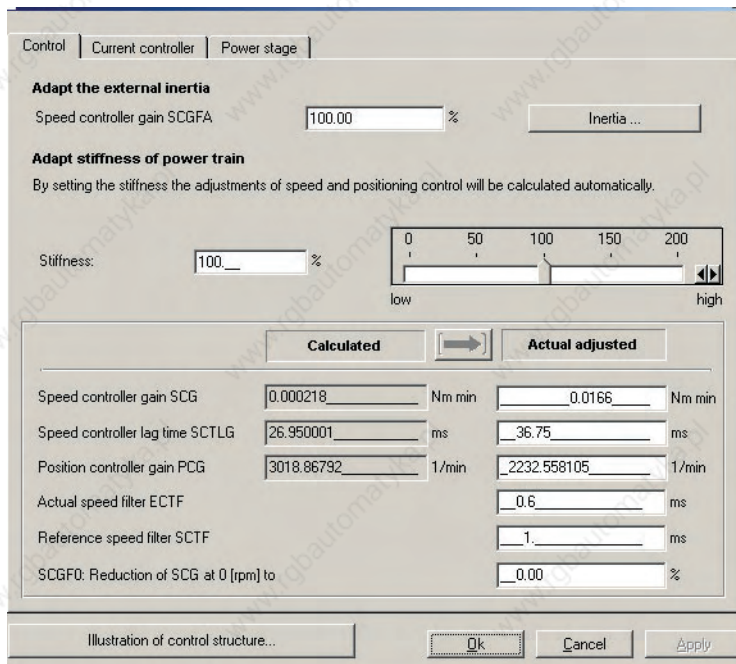 Control Current controller Power stage
Adapt the external inertia
Speed controller gain SCGFA 100.00 % Inertia ...
Adapt stiffness of power train
By setting the stiffness the adjustments of speed and positioning control will be calculated automatically.
0 50 100 150 200
Stiffness: 100.__ %
low high
Calculated Actual adjusted
Speed controller gain SCG 0.000218 Nm min 0.0166 Nm min
Speed controller lag time SCTLG 26.950001 ms 36.75 ms
Position controller gain PCG 3018.86792 1/min 2232.558105 1/min
Actual speed filter ECTF 0.6 ms
Reference speed filter SCTF 1. ms
SCGF0: Reduction of SCG at 0 [rpm] to 0.00 %
Illustration of control structure... Ok Cancel Apply
www.rgbautomatyka.pl